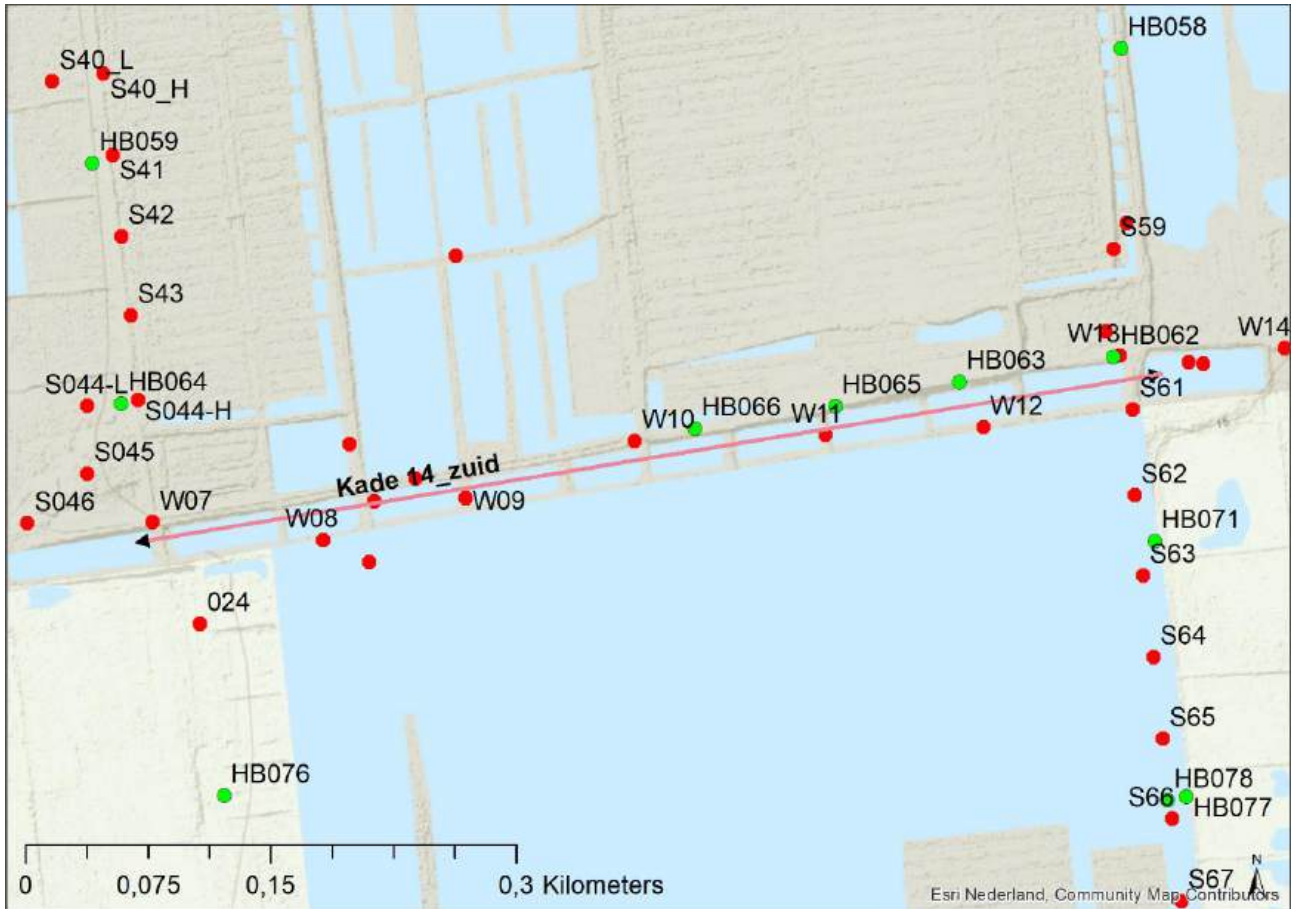 HB058
S40_L
S40_H
HB059
S41
S42
S59
S43
W13
HB062
W14
HB063
S044-L
HB064
S044-H
HB065
S61
W10
HB066
W11
W12
Kade 14_zuid
S045
S62
W09
S046
W07
W08
HB071
S63
024
S64
S65
HB076
HB078
S66
HB077
S67
0
0,075
0,15
0,3 Kilometers
N
Esri Nederland, Community Map Contributors